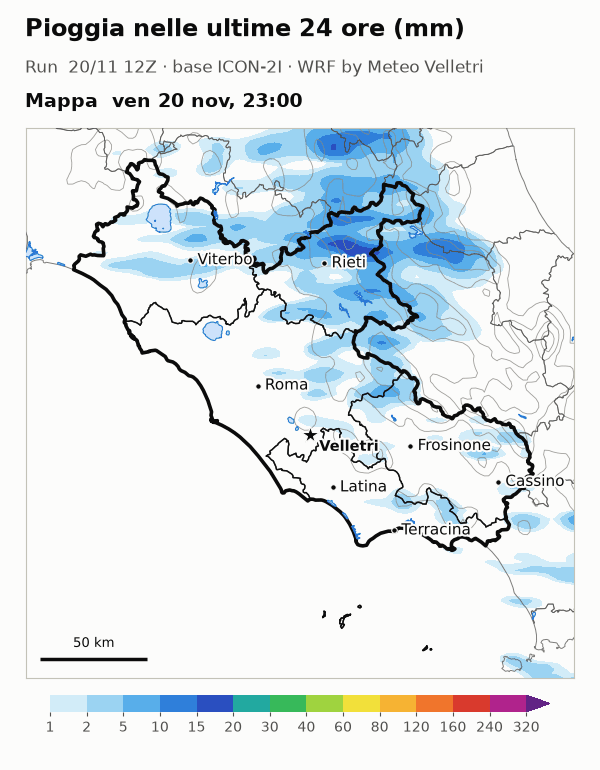 Pioggia nelle ultime 24 ore (mm)
Run 20/11 12Z · base ICON-2I · WRF by Meteo Velletri
Mappa ven 20 nov, 23:00
Viterbo
Rieti
Roma
Velletri
Frosinone
Latina
Cassino
Terracina
50 km
1 2 5 10 15 20 30 40 60 80 120 160 240 320